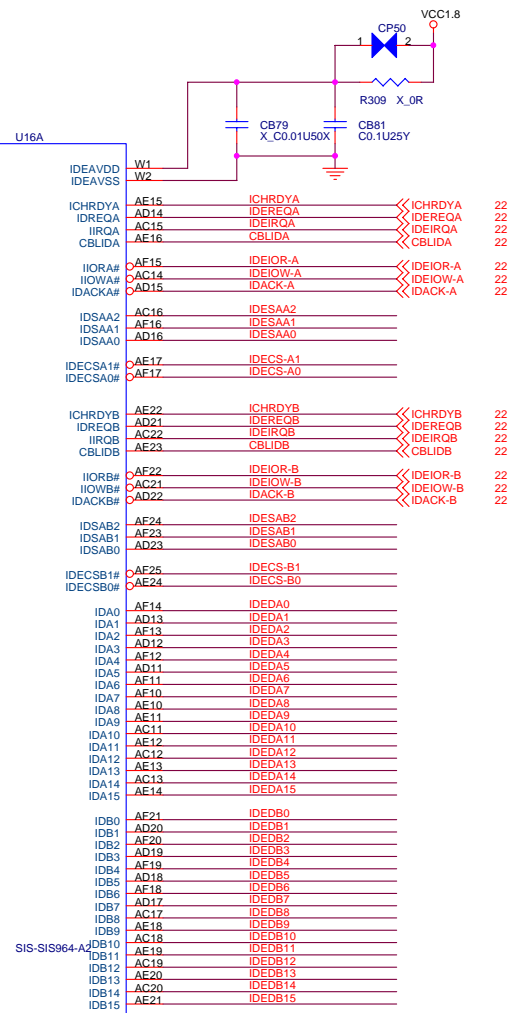 VCC1.8
CP50
1 2
R309 X_0R
CB79
X_C0.01U50X
CB81
C0.1U25Y
U16A
IDEAVDD W1
IDEAVSS W2
ICHRDYA AE15 ICHRDYA ICHRDYA 22
IDREQA AD14 IDEREQA IDEREQA 22
IIRQA AC15 IDEIRQA IDEIRQA 22
CBLIDA AE16 CBLIDA CBLIDA 22
IIORA# AF15 IDEIOR-A IDEIOR-A 22
IIOWA# AC14 IDEIOW-A IDEIOW-A 22
IDACKA# AD15 IDACK-A IDACK-A 22
IDSAA2 AC16 IDESAA2
IDSAA1 AF16 IDESAA1
IDSAA0 AD16 IDESAA0
IDECSA1# AE17 IDECS-A1
IDECSA0# AF17 IDECS-A0
ICHRDYB AE22 ICHRDYB ICHRDYB 22
IDREQB AD21 IDEREQB IDEREQB 22
IIRQB AC22 IDEIRQB IDEIRQB 22
CBLIDB AE23 CBLIDB CBLIDB 22
IIORB# AF22 IDEIOR-B IDEIOR-B 22
IIOWB# AC21 IDEIOW-B IDEIOW-B 22
IDACKB# AD22 IDACK-B IDACK-B 22
IDSAB2 AF24 IDESAB2
IDSAB1 AF23 IDESAB1
IDSAB0 AD23 IDESAB0
IDECSB1# AF25 IDECS-B1
IDECSB0# AE24 IDECS-B0
IDA0 AF14 IDEDA0
IDA1 AD13 IDEDA1
IDA2 AF13 IDEDA2
IDA3 AD12 IDEDA3
IDA4 AF12 IDEDA4
IDA5 AD11 IDEDA5
IDA6 AF11 IDEDA6
IDA7 AF10 IDEDA7
IDA8 AE10 IDEDA8
IDA9 AE11 IDEDA9
IDA10 AC11 IDEDA10
IDA11 AE12 IDEDA11
IDA12 AC12 IDEDA12
IDA13 AE13 IDEDA13
IDA14 AC13 IDEDA14
IDA15 AE14 IDEDA15
IDB0 AF21 IDEDB0
IDB1 AD20 IDEDB1
IDB2 AF20 IDEDB2
IDB3 AD19 IDEDB3
IDB4 AF19 IDEDB4
IDB5 AD18 IDEDB5
IDB6 AF18 IDEDB6
IDB7 AD17 IDEDB7
IDB8 AC17 IDEDB8
IDB9 AE18 IDEDB9
SIS-SIS964-A2 IDB10 AC18 IDEDB10
IDB11 AE19 IDEDB11
IDB12 AC19 IDEDB12
IDB13 AE20 IDEDB13
IDB14 AC20 IDEDB14
IDB15 AE21 IDEDB15